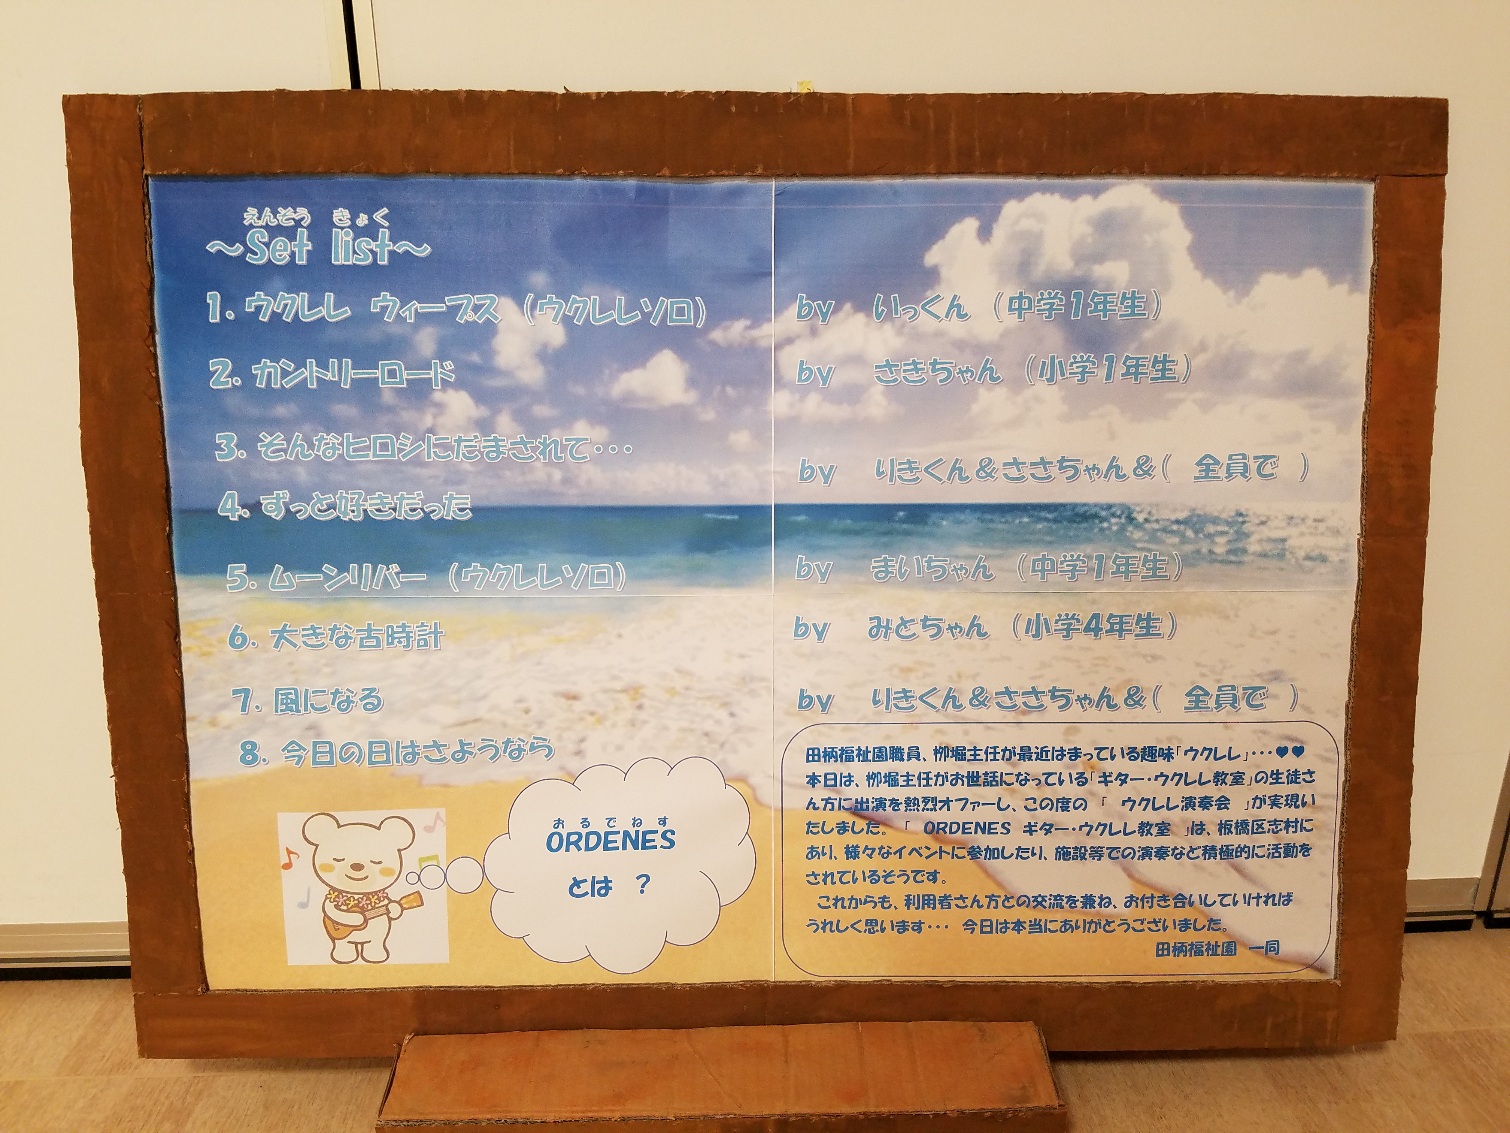 えんそう きょく
～Set list～
1. ウクレレ ウィープス（ウクレレソロ） by いっくん（中学1年生）
2. カントリーロード by さきちゃん（小学1年生）
3. そんなヒロシにだまされて・・・
by りきくん＆ささちゃん＆( 全員で )
4. ずっと好きだった
5. ムーンリバー（ウクレレソロ） by まいちゃん（中学1年生）
6. 大きな古時計 by みとちゃん（小学4年生）
7. 風になる by りきくん＆ささちゃん＆( 全員で )
8. 今日の日はさようなら
おるでねす
ORDENES
とは ？
田柄福祉園職員、栁堀主任が最近はまっている趣味「ウクレレ」・・・♥♥
本日は、栁堀主任がお世話になっている「ギター・ウクレレ教室」の生徒さ
ん方に出演を熱烈オファーし、この度の 「 ウクレレ演奏会 」が実現い
たしました。「 ORDENES ギター・ウクレレ教室 」は、板橋区志村に
あり、様々なイベントに参加したり、施設等での演奏など積極的に活動を
されているそうです。
これからも、利用者さん方との交流を兼ね、お付き合いしていければ
うれしく思います・・・ 今日は本当にありがとうございました。
田柄福祉園 一同